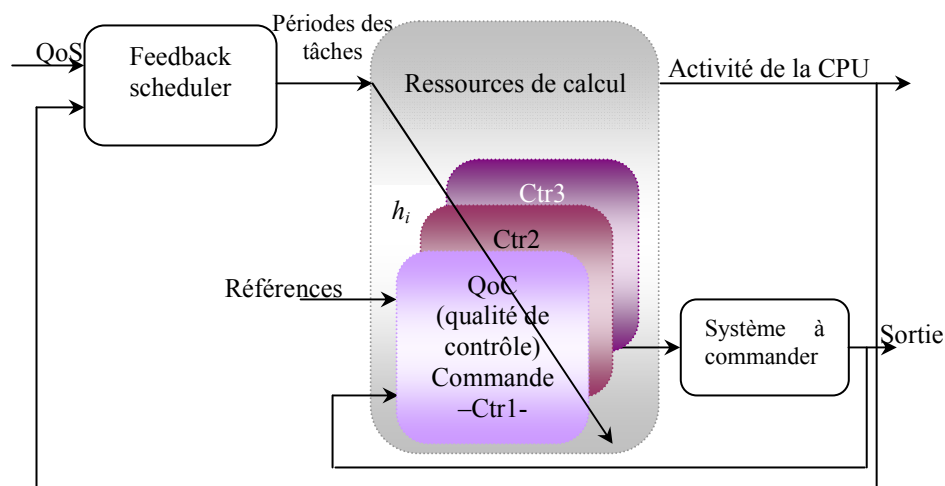 QoS
Feedback
scheduler
Périodes des
tâches
Ressources de calcul
Activité de la CPU
h_i
Ctr3
Ctr2
Références
QoC
(qualité de
contrôle)
Commande
–Ctr1-
Système à
commander
Sortie